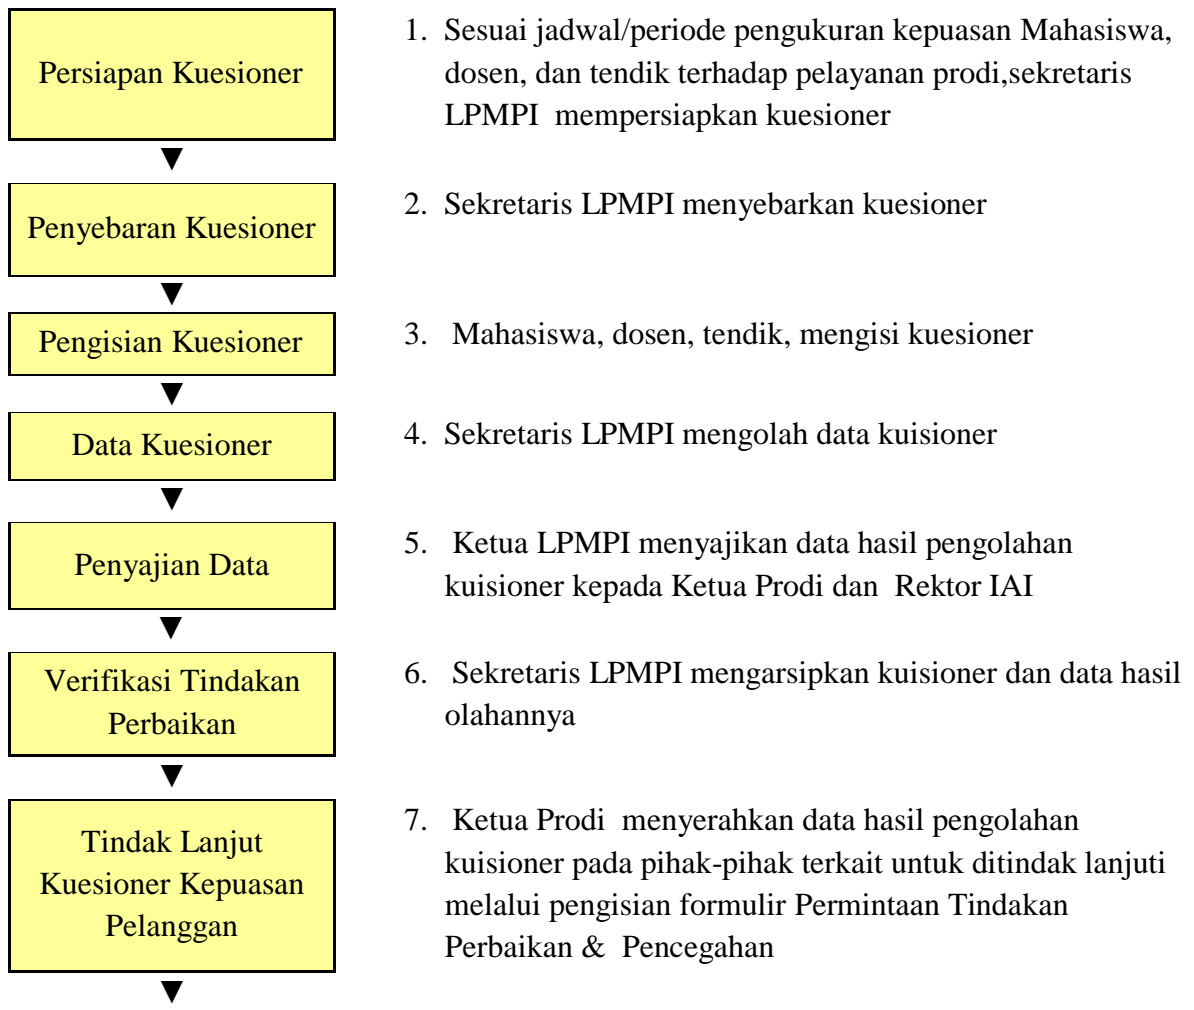 Persiapan Kuesioner
1. Sesuai jadwal/periode pengukuran kepuasan Mahasiswa,
dosen, dan tendik terhadap pelayanan prodi,sekretaris
LPMPI mempersiapkan kuesioner
Penyebaran Kuesioner
2. Sekretaris LPMPI menyebarkan kuesioner
Pengisian Kuesioner
3. Mahasiswa, dosen, tendik, mengisi kuesioner
Data Kuesioner
4. Sekretaris LPMPI mengolah data kuisioner
Penyajian Data
5. Ketua LPMPI menyajikan data hasil pengolahan
kuisioner kepada Ketua Prodi dan Rektor IAI
Verifikasi Tindakan
Perbaikan
6. Sekretaris LPMPI mengarsipkan kuisioner dan data hasil
olahannya
Tindak Lanjut
Kuesioner Kepuasan
Pelanggan
7. Ketua Prodi menyerahkan data hasil pengolahan
kuisioner pada pihak-pihak terkait untuk ditindak lanjuti
melalui pengisian formulir Permintaan Tindakan
Perbaikan & Pencegahan